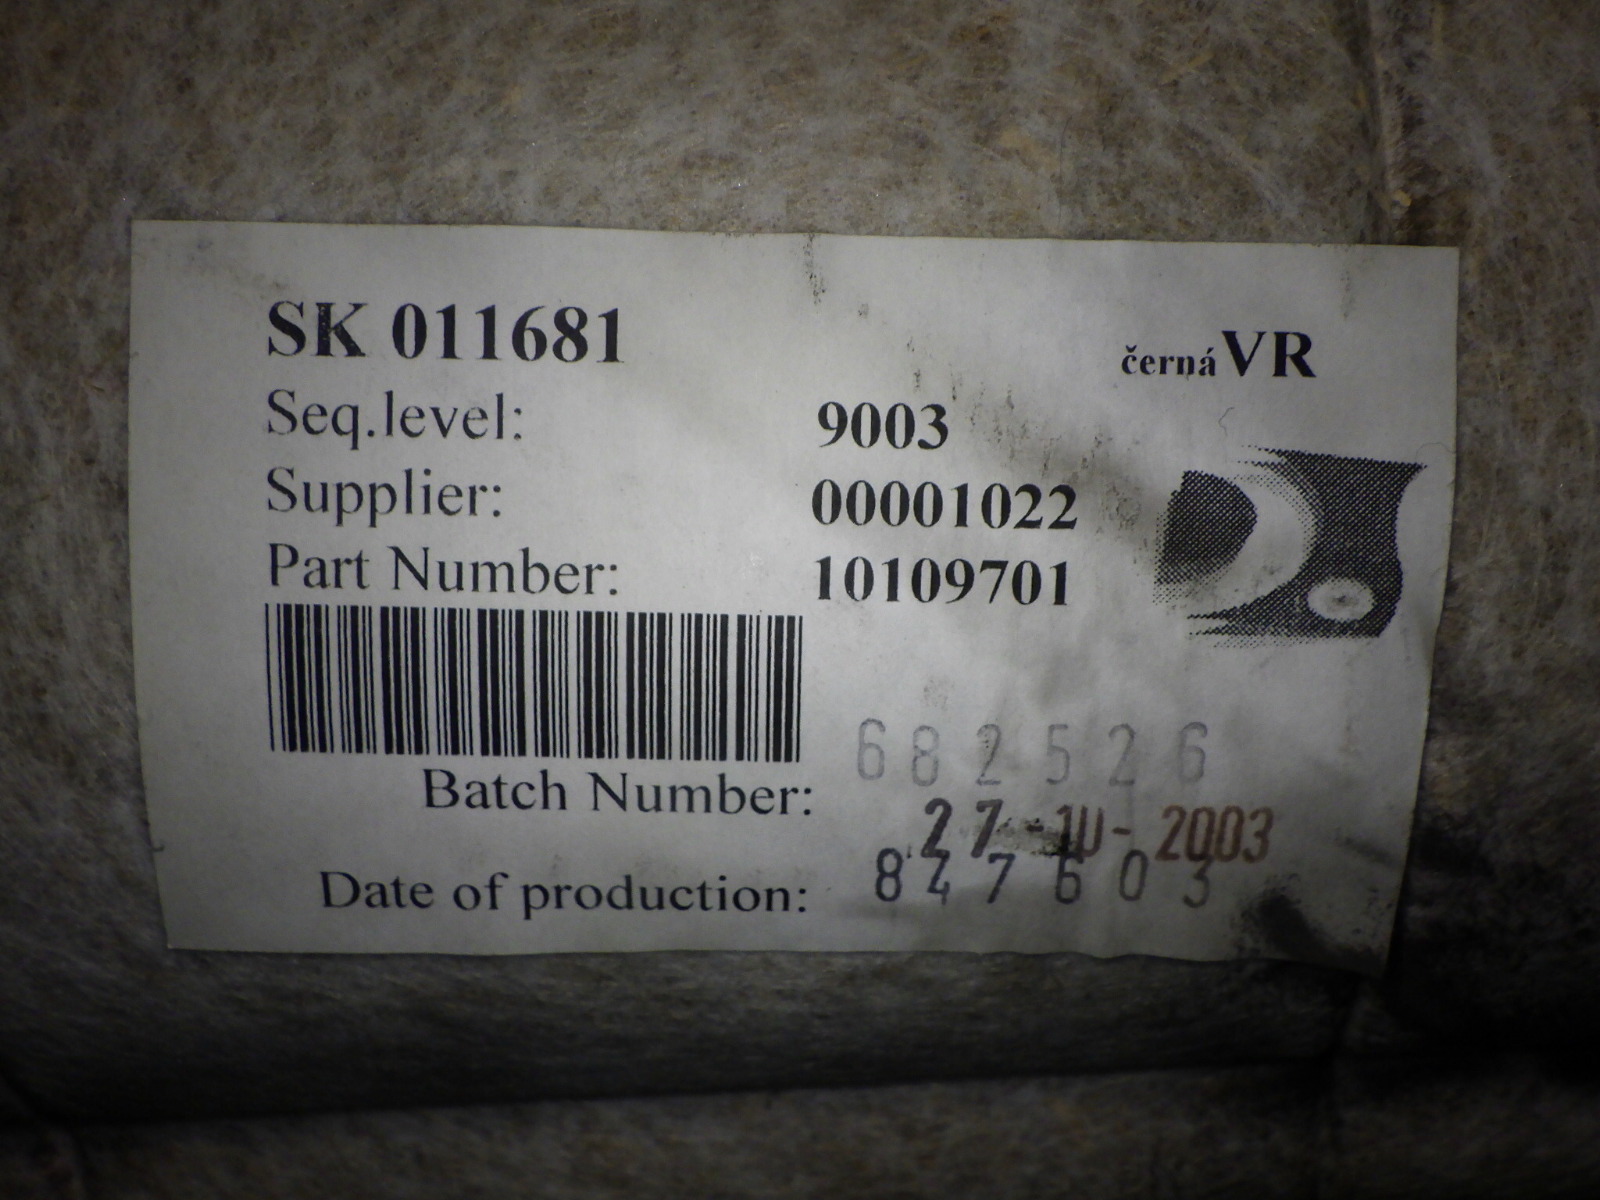 SK 011681
černá VR
Seq.level: 9003
Supplier: 00001022
Part Number: 10109701
682526
Batch Number:
27 -10- 2003
Date of production: 847603